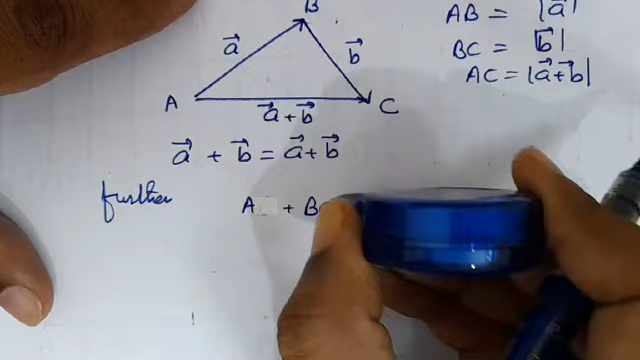 B
a⃗
b⃗
A
C
a⃗+b⃗
AB = |a⃗|
BC = |b⃗|
AC = |a⃗+b⃗|
a⃗ + b⃗ = a⃗+b⃗
further
A + B